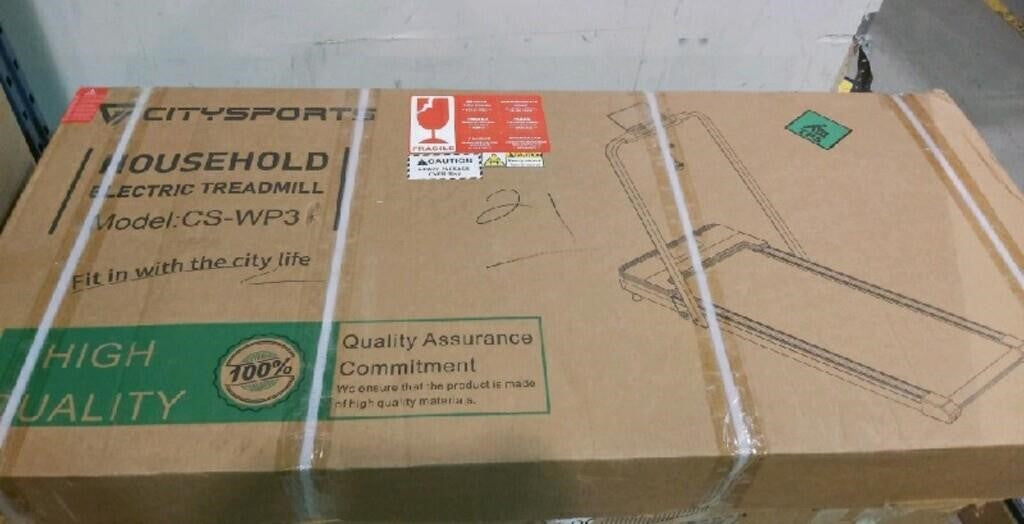 CITYSPORTS
HOUSEHOLD
ELECTRIC TREADMILL
Model:CS-WP3
Fit in with the city life
HIGH
QUALITY
100%
Quality Assurance
Commitment
We ensure that the product is made
of high quality materials.
FRAGILE
CAUTION
21